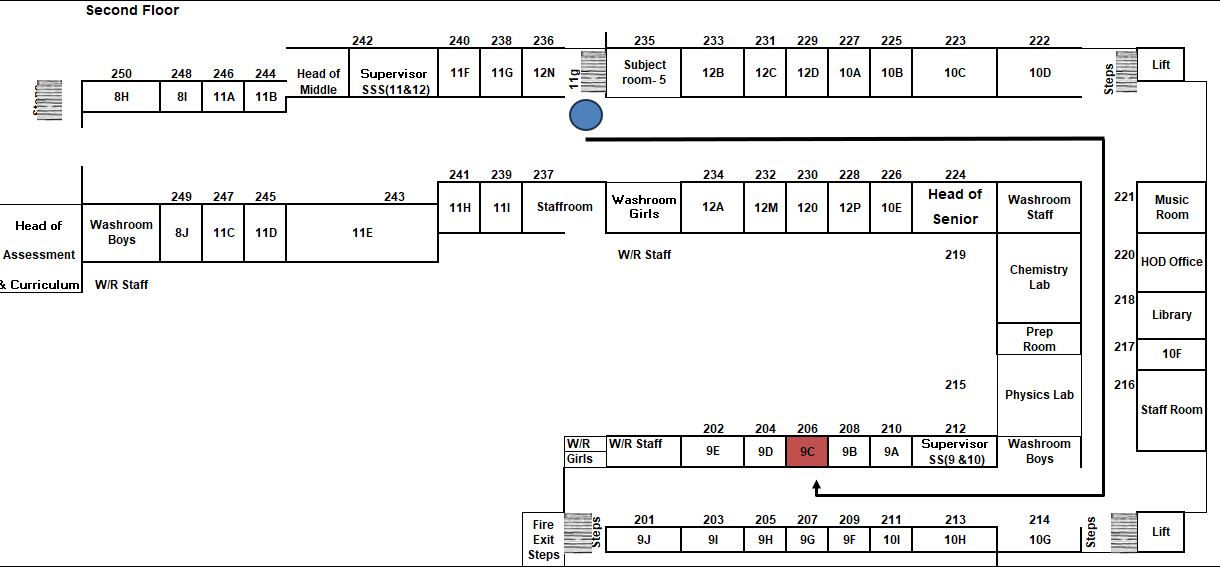 Second Floor
242
240
238
236
235
233
231
229
227
225
223
222
250
248
246
244
Head of
Middle
Supervisor
SSS(11&12)
11F
11G
12N
11g
Subject
room- 5
12B
12C
12D
10A
10B
10C
10D
Steps
Lift
8H
8I
11A
11B
241
239
237
234
232
230
228
226
224
249
247
245
243
11H
11I
Staffroom
Washroom
Girls
12A
12M
120
12P
10E
Head of
Senior
Washroom
Staff
221
Music
Room
Head of
Assessment
& Curriculum
Washroom
Boys
8J
11C
11D
11E
W/R Staff
W/R Staff
219
Chemistry
Lab
220
HOD Office
218
Library
Prep
Room
217
10F
215
Physics Lab
216
Staff Room
202
204
206
208
210
212
W/R
Girls
W/R Staff
9E
9D
9C
9B
9A
Supervisor
SS(9 &10)
Washroom
Boys
201
203
205
207
209
211
213
214
Fire
Exit
Steps
Steps
9J
9I
9H
9G
9F
10I
10H
10G
Steps
Lift